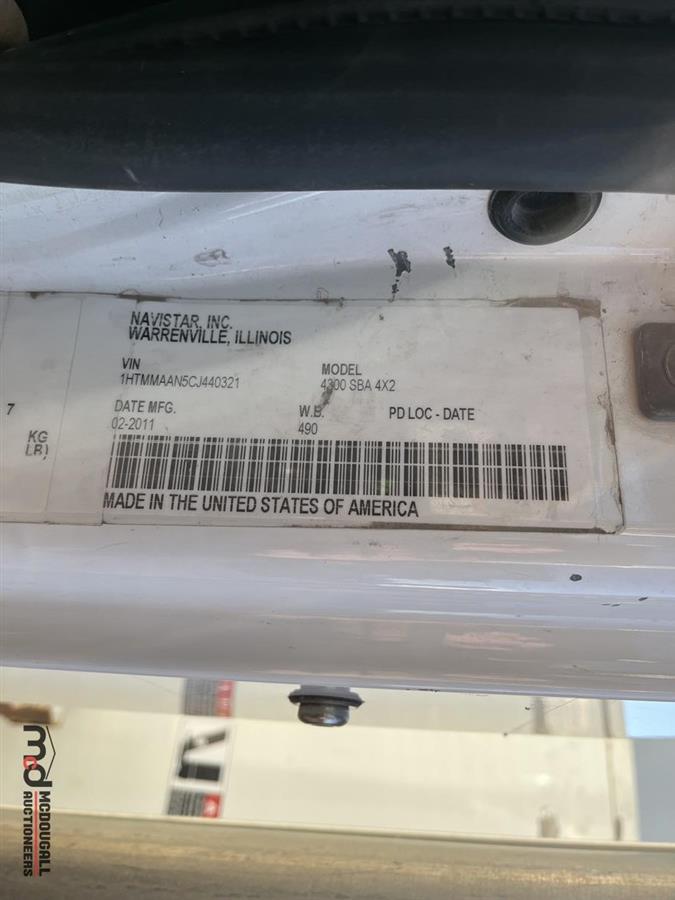 NAVISTAR, INC.
WARRENVILLE, ILLINOIS
VIN
1HTMMAAN5CJ440321
MODEL
4300 SBA 4X2
DATE MFG.
02-2011
W.B.
490
PD LOC - DATE
7
KG
LB)
MADE IN THE UNITED STATES OF AMERICA
md
MCDOUGALL
AUCTIONEERS